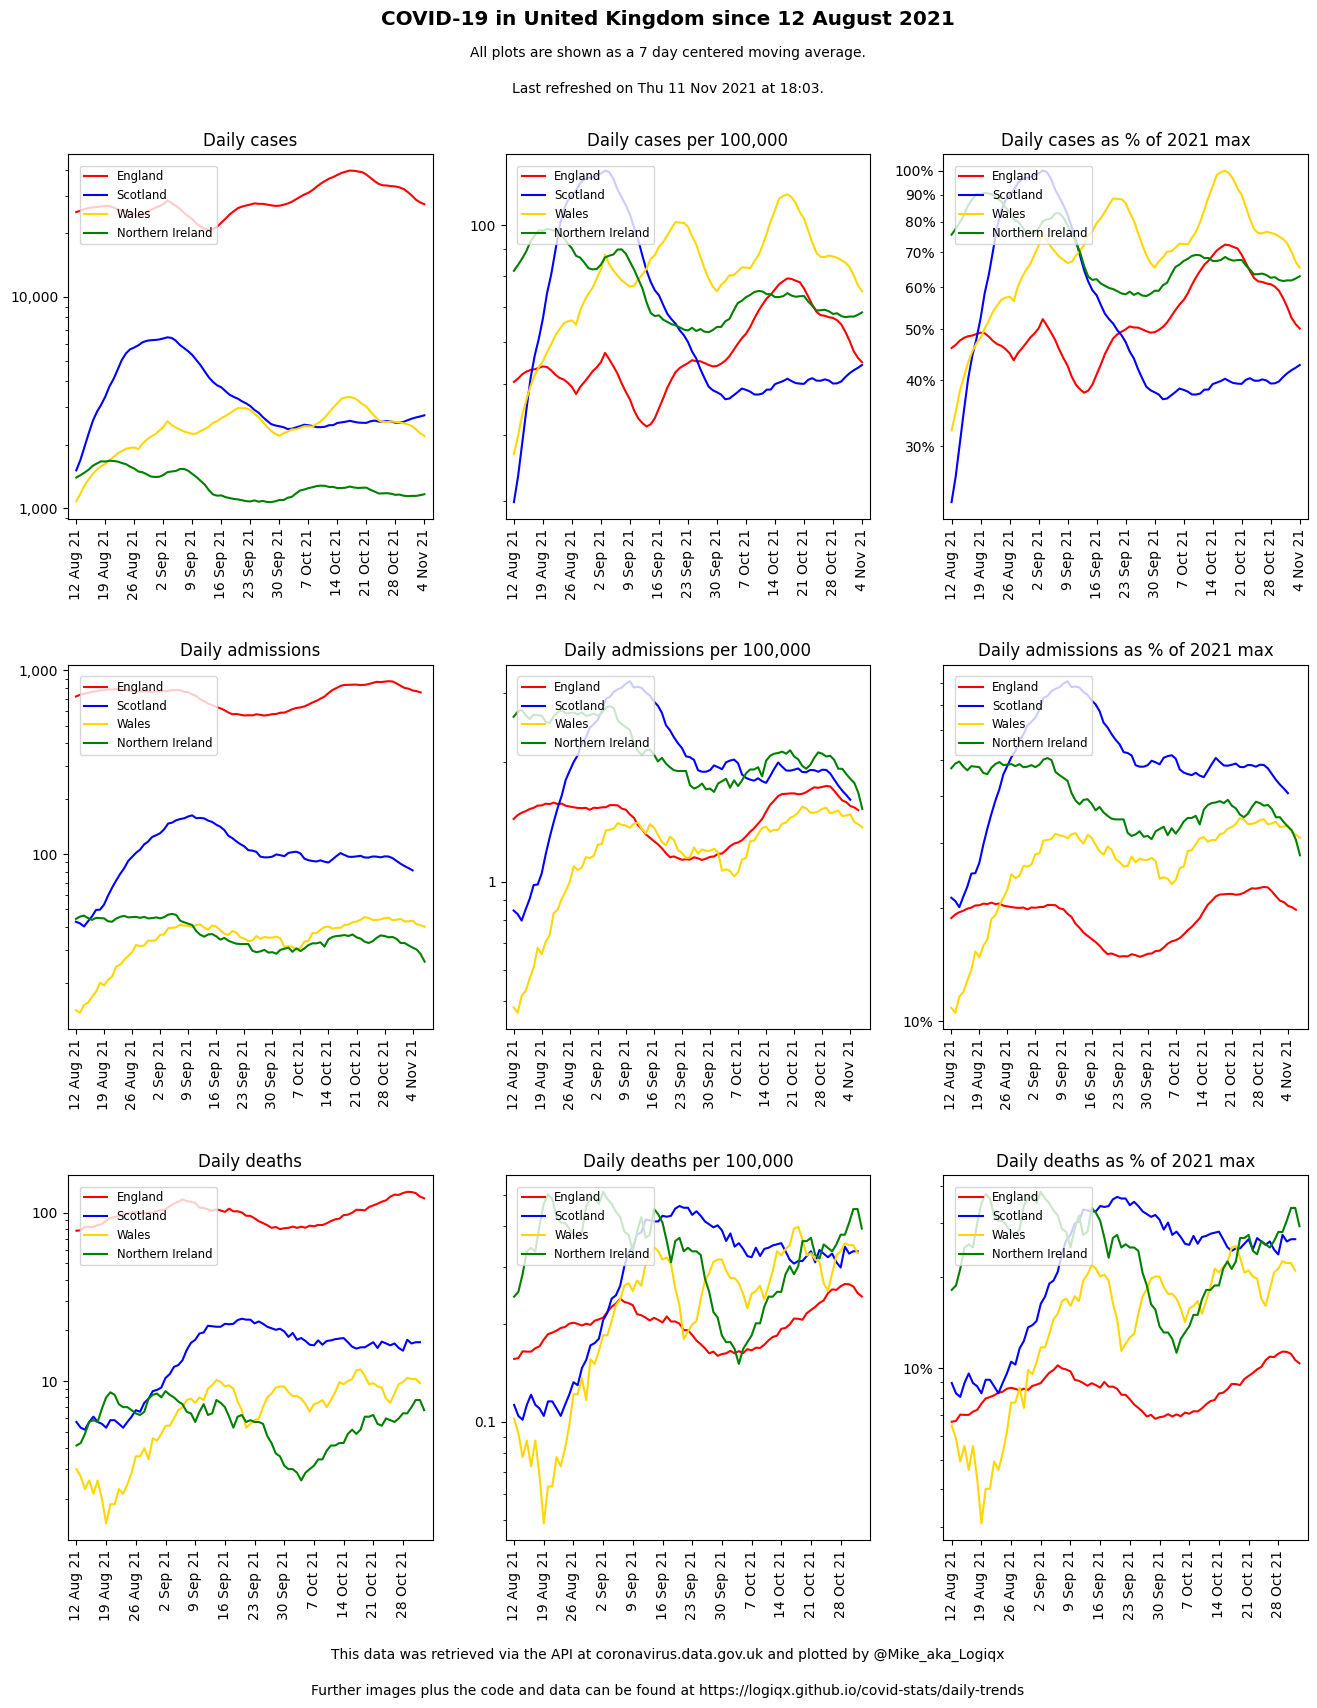 COVID-19 in United Kingdom since 12 August 2021
All plots are shown as a 7 day centered moving average.
Last refreshed on Thu 11 Nov 2021 at 18:03.
Daily cases
England
Scotland
Wales
Northern Ireland
10,000
1,000
12 Aug 21
19 Aug 21
26 Aug 21
2 Sep 21
9 Sep 21
16 Sep 21
23 Sep 21
30 Sep 21
7 Oct 21
14 Oct 21
21 Oct 21
28 Oct 21
4 Nov 21
Daily cases per 100,000
England
Scotland
Wales
Northern Ireland
100
12 Aug 21
19 Aug 21
26 Aug 21
2 Sep 21
9 Sep 21
16 Sep 21
23 Sep 21
30 Sep 21
7 Oct 21
14 Oct 21
21 Oct 21
28 Oct 21
4 Nov 21
Daily cases as % of 2021 max
England
Scotland
Wales
Northern Ireland
100%
90%
80%
70%
60%
50%
40%
30%
12 Aug 21
19 Aug 21
26 Aug 21
2 Sep 21
9 Sep 21
16 Sep 21
23 Sep 21
30 Sep 21
7 Oct 21
14 Oct 21
21 Oct 21
28 Oct 21
4 Nov 21
Daily admissions
England
Scotland
Wales
Northern Ireland
1,000
100
12 Aug 21
19 Aug 21
26 Aug 21
2 Sep 21
9 Sep 21
16 Sep 21
23 Sep 21
30 Sep 21
7 Oct 21
14 Oct 21
21 Oct 21
28 Oct 21
4 Nov 21
Daily admissions per 100,000
England
Scotland
Wales
Northern Ireland
1
12 Aug 21
19 Aug 21
26 Aug 21
2 Sep 21
9 Sep 21
16 Sep 21
23 Sep 21
30 Sep 21
7 Oct 21
14 Oct 21
21 Oct 21
28 Oct 21
4 Nov 21
Daily admissions as % of 2021 max
England
Scotland
Wales
Northern Ireland
10%
12 Aug 21
19 Aug 21
26 Aug 21
2 Sep 21
9 Sep 21
16 Sep 21
23 Sep 21
30 Sep 21
7 Oct 21
14 Oct 21
21 Oct 21
28 Oct 21
4 Nov 21
Daily deaths
England
Scotland
Wales
Northern Ireland
100
10
12 Aug 21
19 Aug 21
26 Aug 21
2 Sep 21
9 Sep 21
16 Sep 21
23 Sep 21
30 Sep 21
7 Oct 21
14 Oct 21
21 Oct 21
28 Oct 21
Daily deaths per 100,000
England
Scotland
Wales
Northern Ireland
0.1
12 Aug 21
19 Aug 21
26 Aug 21
2 Sep 21
9 Sep 21
16 Sep 21
23 Sep 21
30 Sep 21
7 Oct 21
14 Oct 21
21 Oct 21
28 Oct 21
Daily deaths as % of 2021 max
England
Scotland
Wales
Northern Ireland
10%
12 Aug 21
19 Aug 21
26 Aug 21
2 Sep 21
9 Sep 21
16 Sep 21
23 Sep 21
30 Sep 21
7 Oct 21
14 Oct 21
21 Oct 21
28 Oct 21
This data was retrieved via the API at coronavirus.data.gov.uk and plotted by @Mike_aka_Logiqx
Further images plus the code and data can be found at https://logiqx.github.io/covid-stats/daily-trends